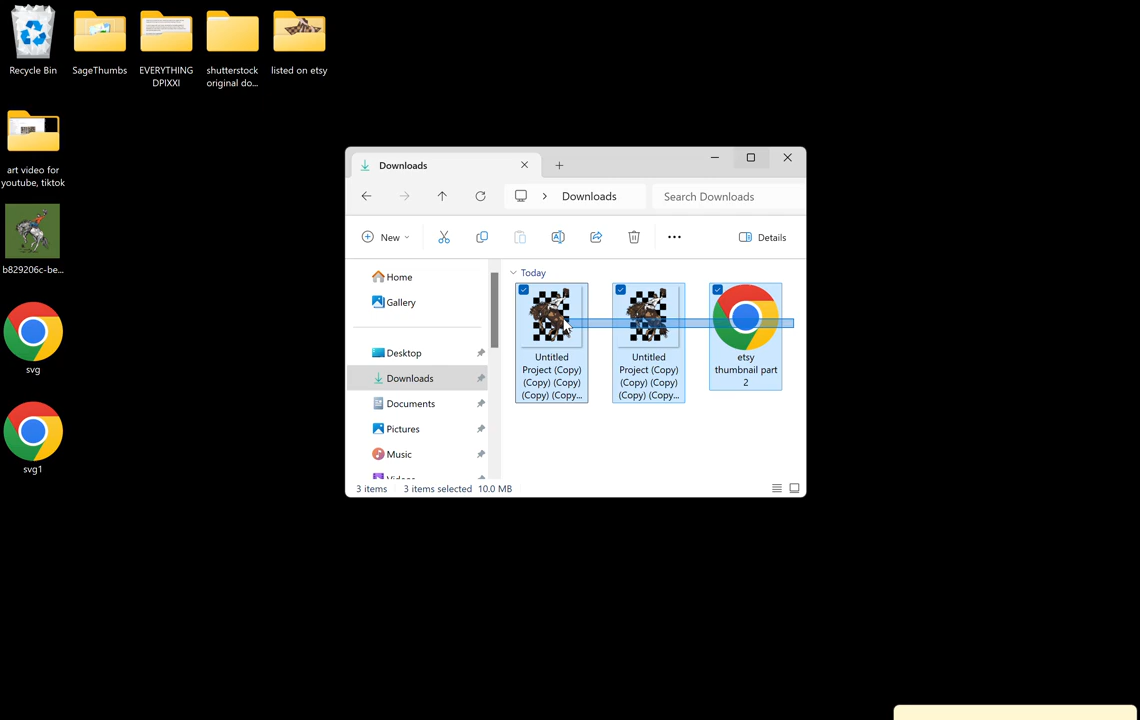 Recycle Bin
SageThumbs
EVERYTHING
DPIXXI
shutterstock
original do...
listed on etsy
art video for
youtube, tiktok
b829206c-be...
svg
svg1
Downloads
Downloads
Search Downloads
New
Details
Home
Gallery
Desktop
Downloads
Documents
Pictures
Music
Videos
Today
Untitled
Project (Copy)
(Copy) (Copy)
(Copy) (Copy...
Untitled
Project (Copy)
(Copy) (Copy)
(Copy) (Copy...
etsy
thumbnail part
2
3 items
3 items selected
10.0 MB